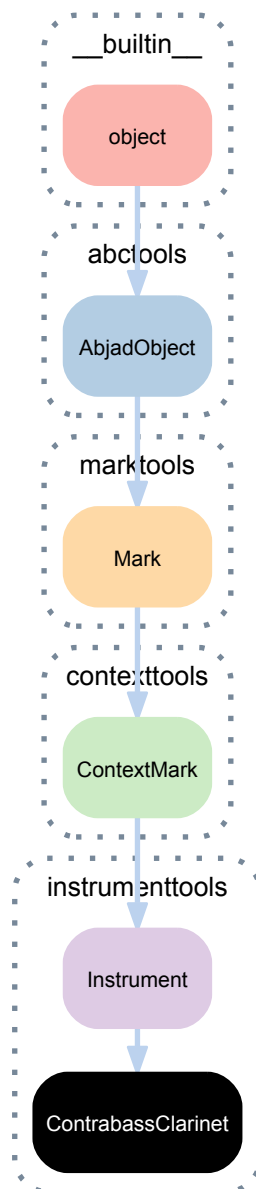 __builtin__
object
abctools
AbjadObject
marktools
Mark
contexttools
ContextMark
instrumenttools
Instrument
ContrabassClarinet